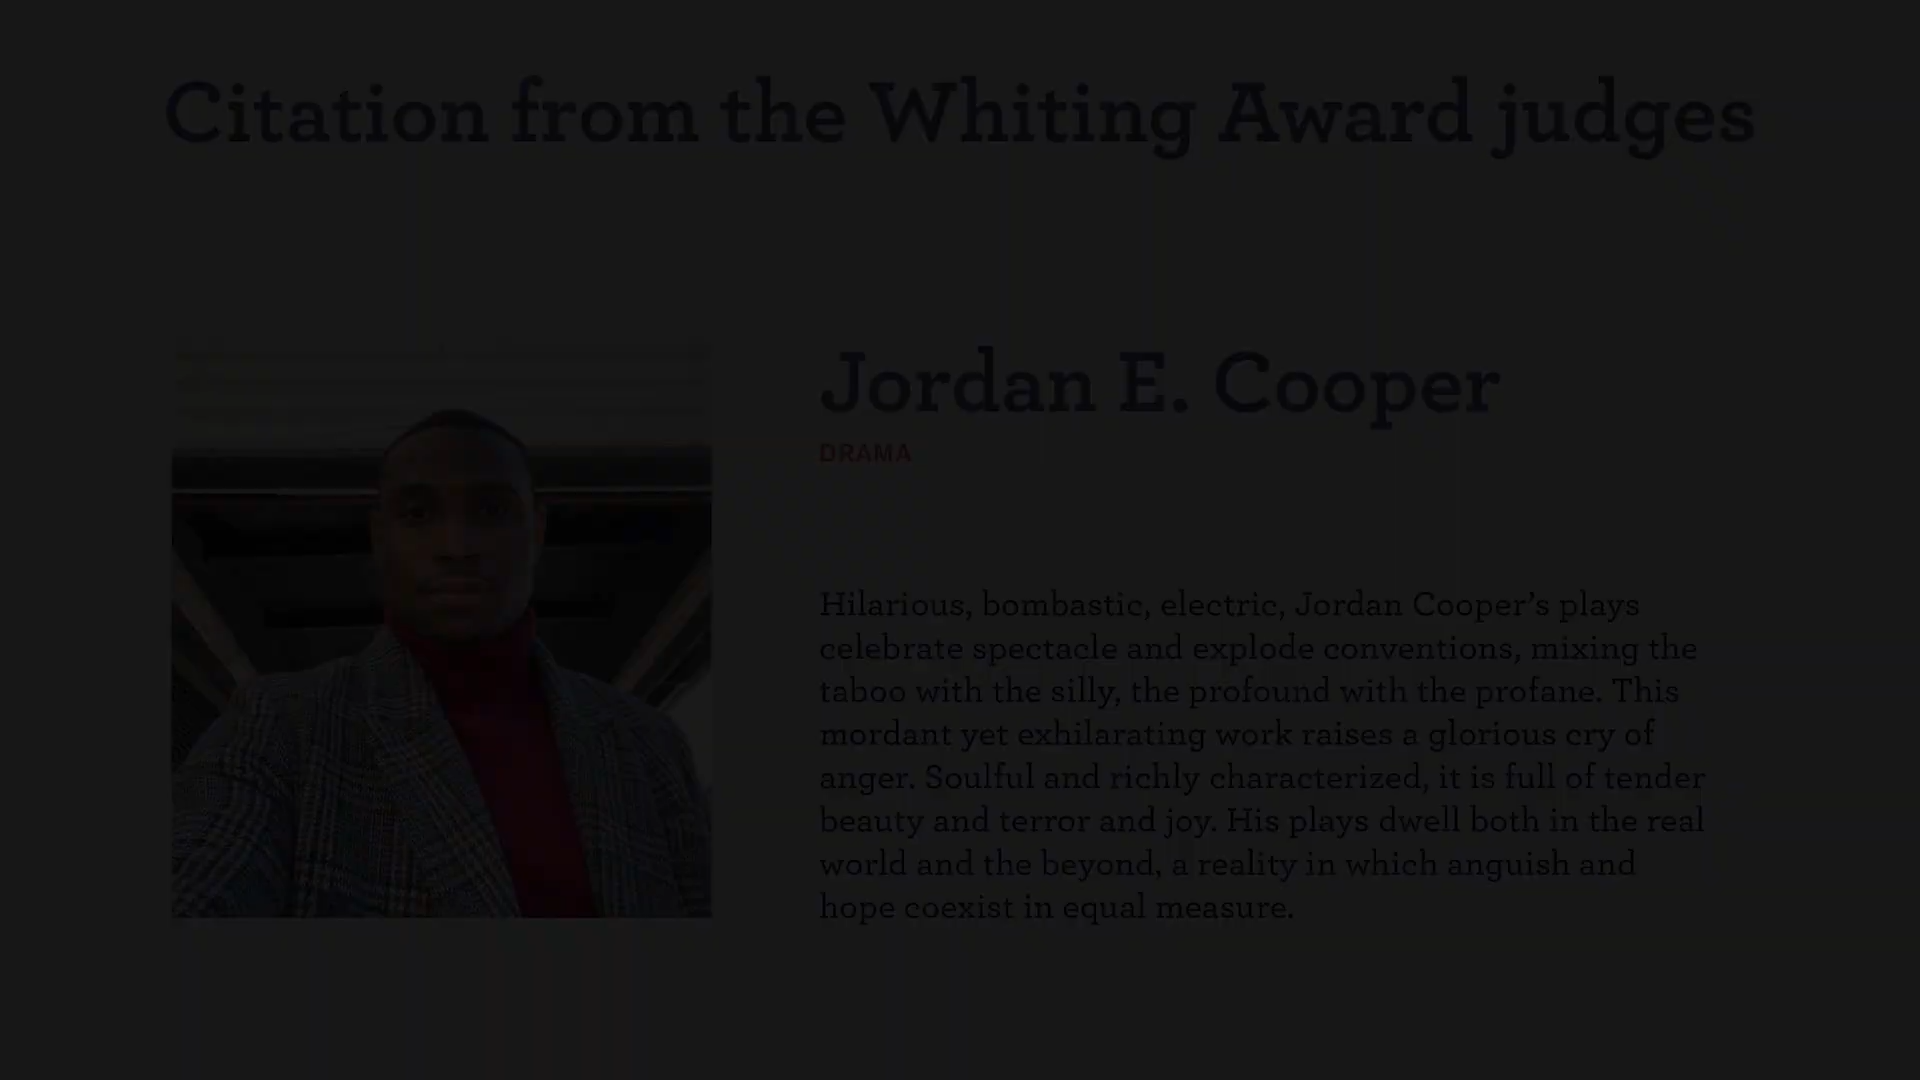 Citation from the Whiting Award judges
Jordan E. Cooper
DRAMA
Hilarious, bombastic, electric, Jordan Cooper’s plays
celebrate spectacle and explode conventions, mixing the
taboo with the silly, the profound with the profane. This
mordant yet exhilarating work raises a glorious cry of
anger. Soulful and richly characterized, it is full of tender
beauty and terror and joy. His plays dwell both in the real
world and the beyond, a reality in which anguish and
hope coexist in equal measure.